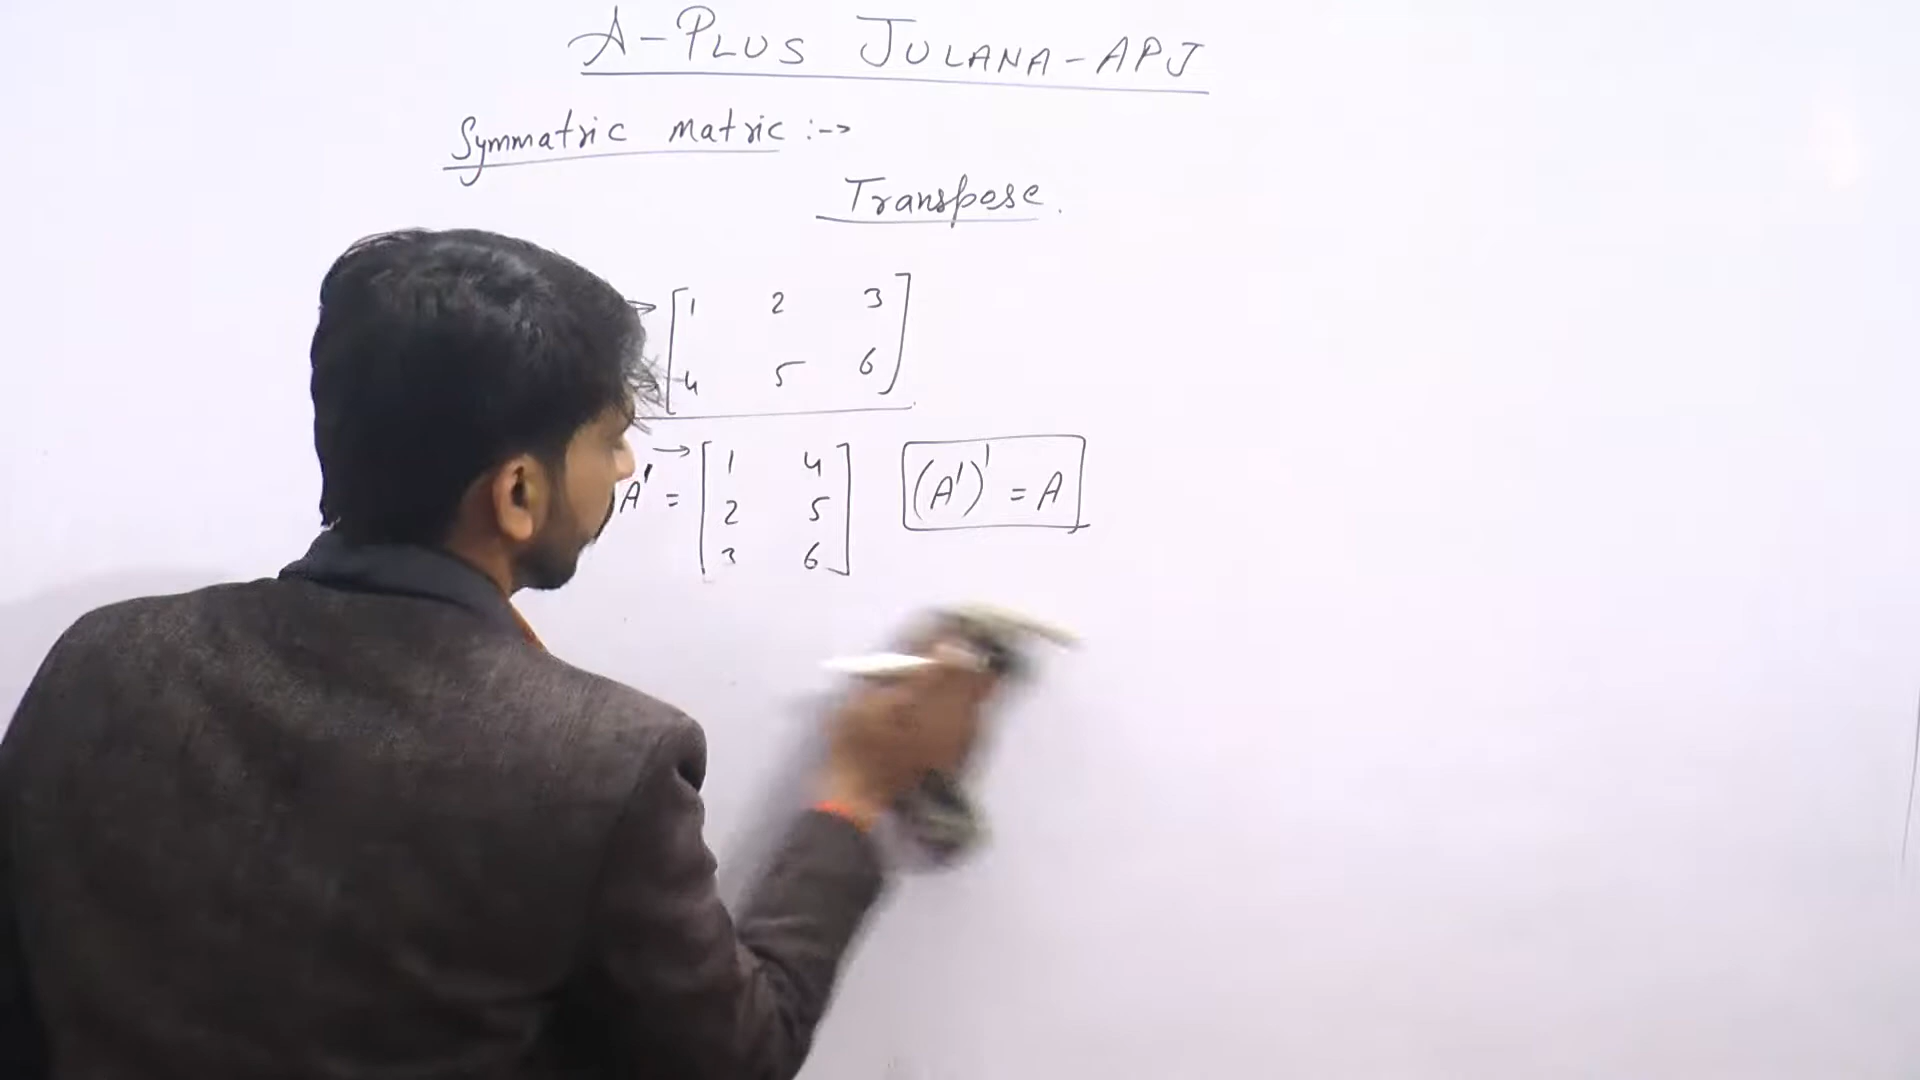 A-PLUS JULANA-APJ
Symmatric matric :->
Transpose.
→ [ 1 2 3 ]
[ 4 5 6 ]
A' = → [ 1 4 ] (A')' = A
[ 2 5 ]
[ 3 6 ]